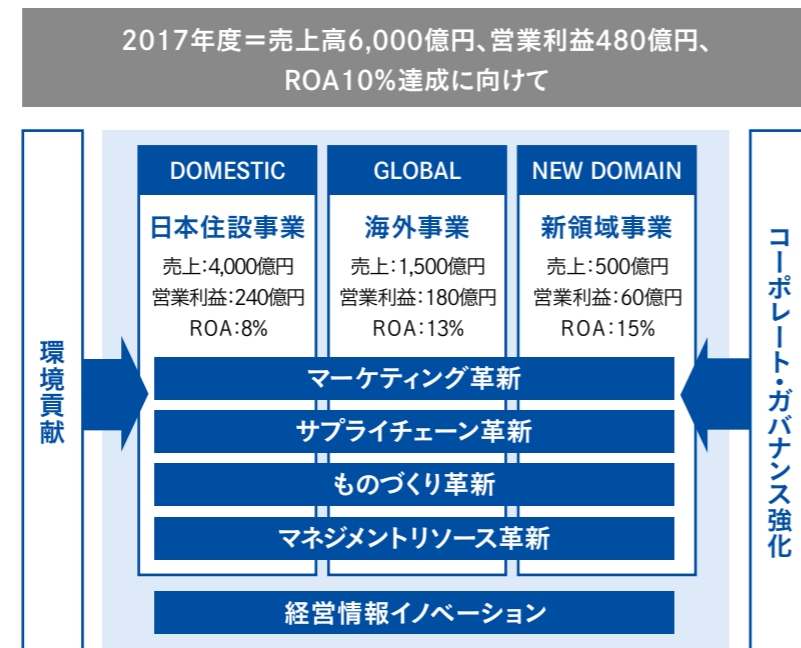 2017年度＝売上高6,000億円、営業利益480億円、
ROA10%達成に向けて
環境貢献
DOMESTIC
日本住設事業
売上：4,000億円
営業利益：240億円
ROA：8%
GLOBAL
海外事業
売上：1,500億円
営業利益：180億円
ROA：13%
NEW DOMAIN
新領域事業
売上：500億円
営業利益：60億円
ROA：15%
マーケティング革新
サプライチェーン革新
ものづくり革新
マネジメントリソース革新
経営情報イノベーション
コーポレート・ガバナンス強化